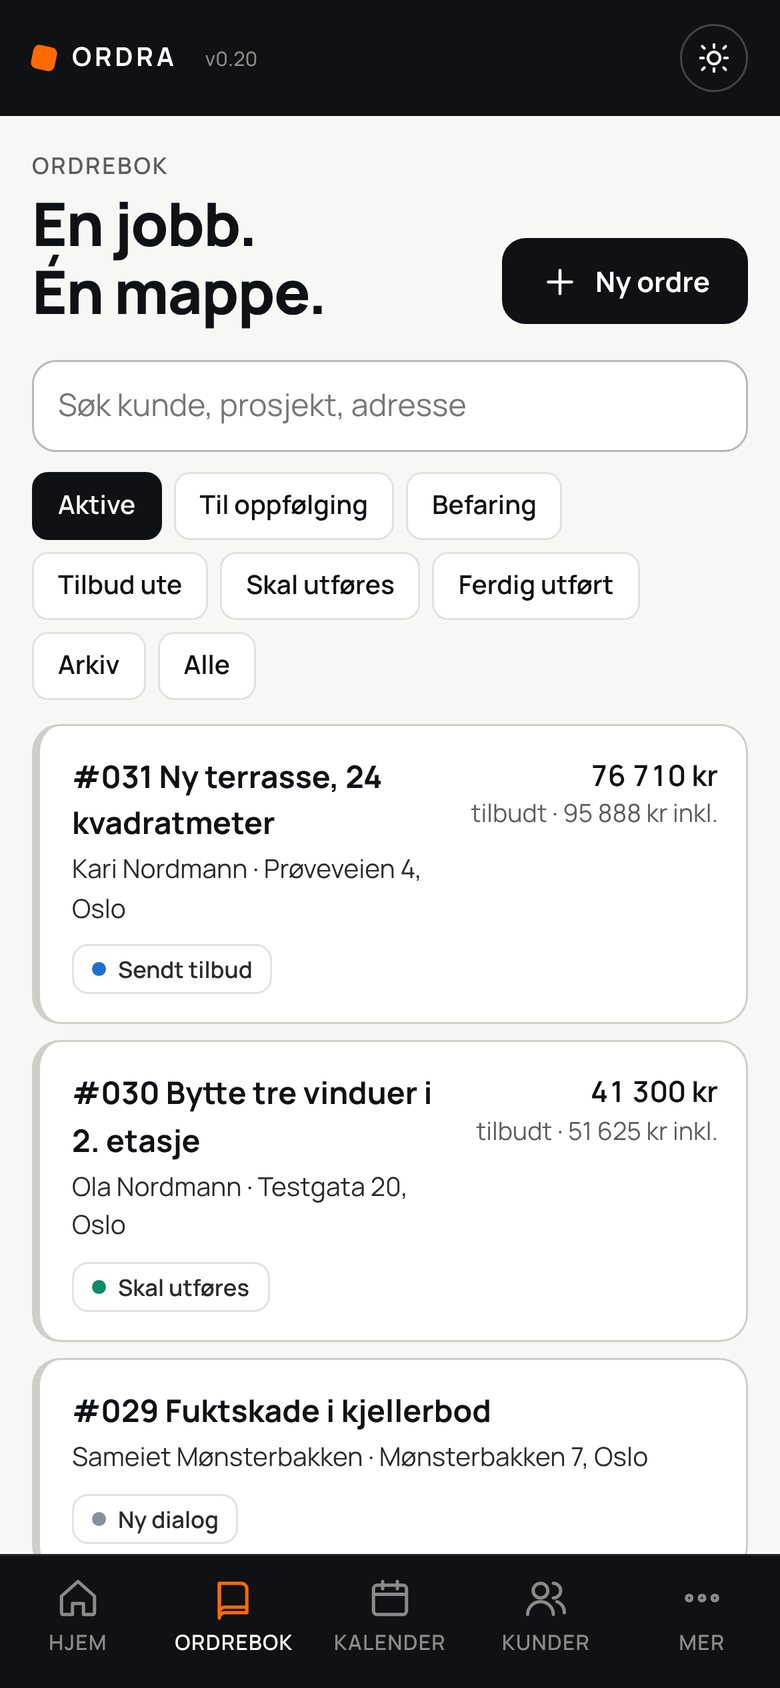 ORDRA v0.20
ORDREBOK
En jobb.
Én mappe.
Ny ordre
Søk kunde, prosjekt, adresse
Aktive
Til oppfølging
Befaring
Tilbud ute
Skal utføres
Ferdig utført
Arkiv
Alle
#031 Ny terrasse, 24
kvadratmeter
76 710 kr
tilbudt · 95 888 kr inkl.
Kari Nordmann · Prøveveien 4,
Oslo
Sendt tilbud
#030 Bytte tre vinduer i
2. etasje
41 300 kr
tilbudt · 51 625 kr inkl.
Ola Nordmann · Testgata 20,
Oslo
Skal utføres
#029 Fuktskade i kjellerbod
Sameiet Mønsterbakken · Mønsterbakken 7, Oslo
Ny dialog
HJEM
ORDREBOK
KALENDER
KUNDER
MER